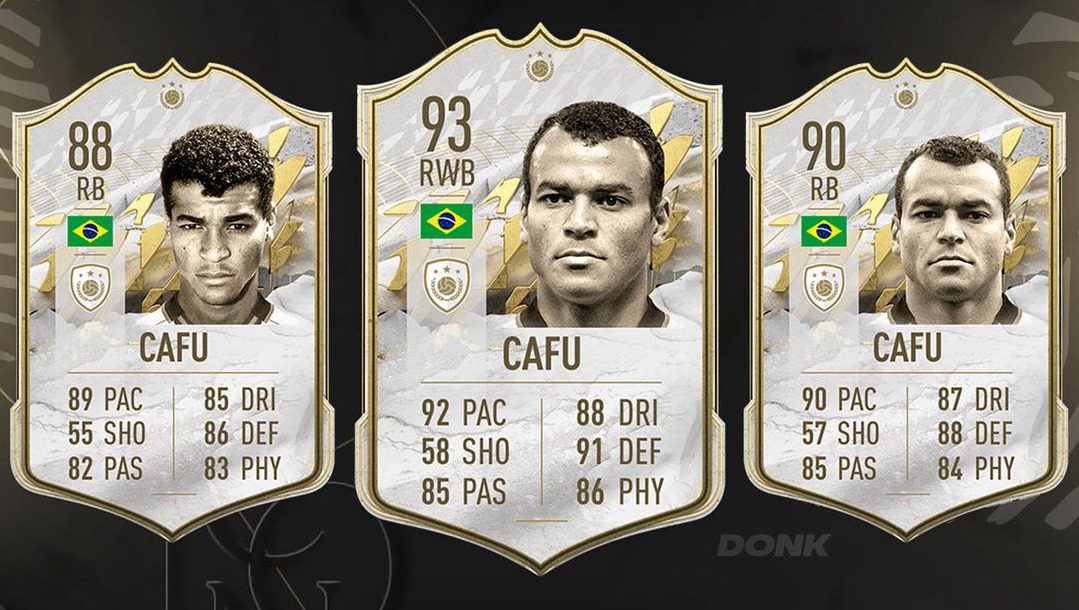 88
RB
CAFU
89 PAC 85 DRI
55 SHO 86 DEF
82 PAS 83 PHY
93
RWB
CAFU
92 PAC 88 DRI
58 SHO 91 DEF
85 PAS 86 PHY
90
RB
CAFU
90 PAC 87 DRI
57 SHO 88 DEF
85 PAS 84 PHY
DONK